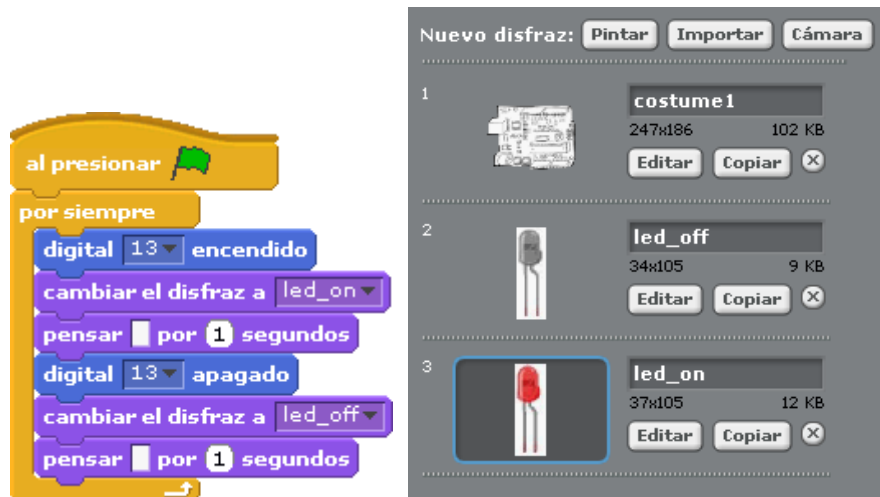 al presionar
por siempre
digital 13 encendido
cambiar el disfraz a led_on
pensar por 1 segundos
digital 13 apagado
cambiar el disfraz a led_off
pensar por 1 segundos
Nuevo disfraz: Pintar Importar Cámara
1
costume1
247x186 102 KB
Editar Copiar
2
led_off
34x105 9 KB
Editar Copiar
3
led_on
37x105 12 KB
Editar Copiar